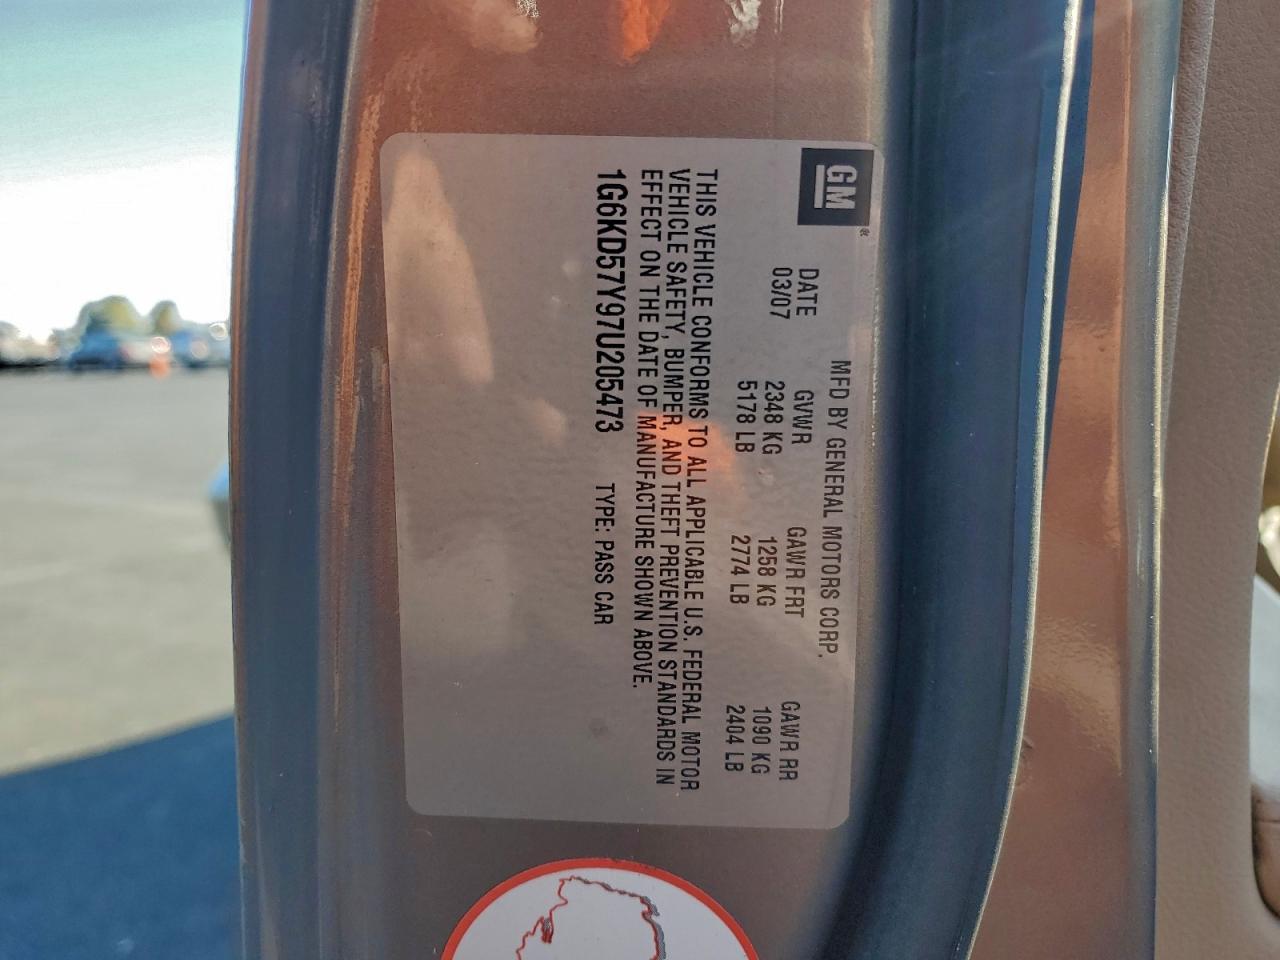 GM
MFD BY GENERAL MOTORS CORP.
DATE GVWR GAWR FRT GAWR RR
03/07 2348 KG 1258 KG 1090 KG
5178 LB 2774 LB 2404 LB
THIS VEHICLE CONFORMS TO ALL APPLICABLE U.S. FEDERAL MOTOR
VEHICLE SAFETY, BUMPER, AND THEFT PREVENTION STANDARDS IN
EFFECT ON THE DATE OF MANUFACTURE SHOWN ABOVE.
1G6KD57Y97U205473 TYPE: PASS CAR